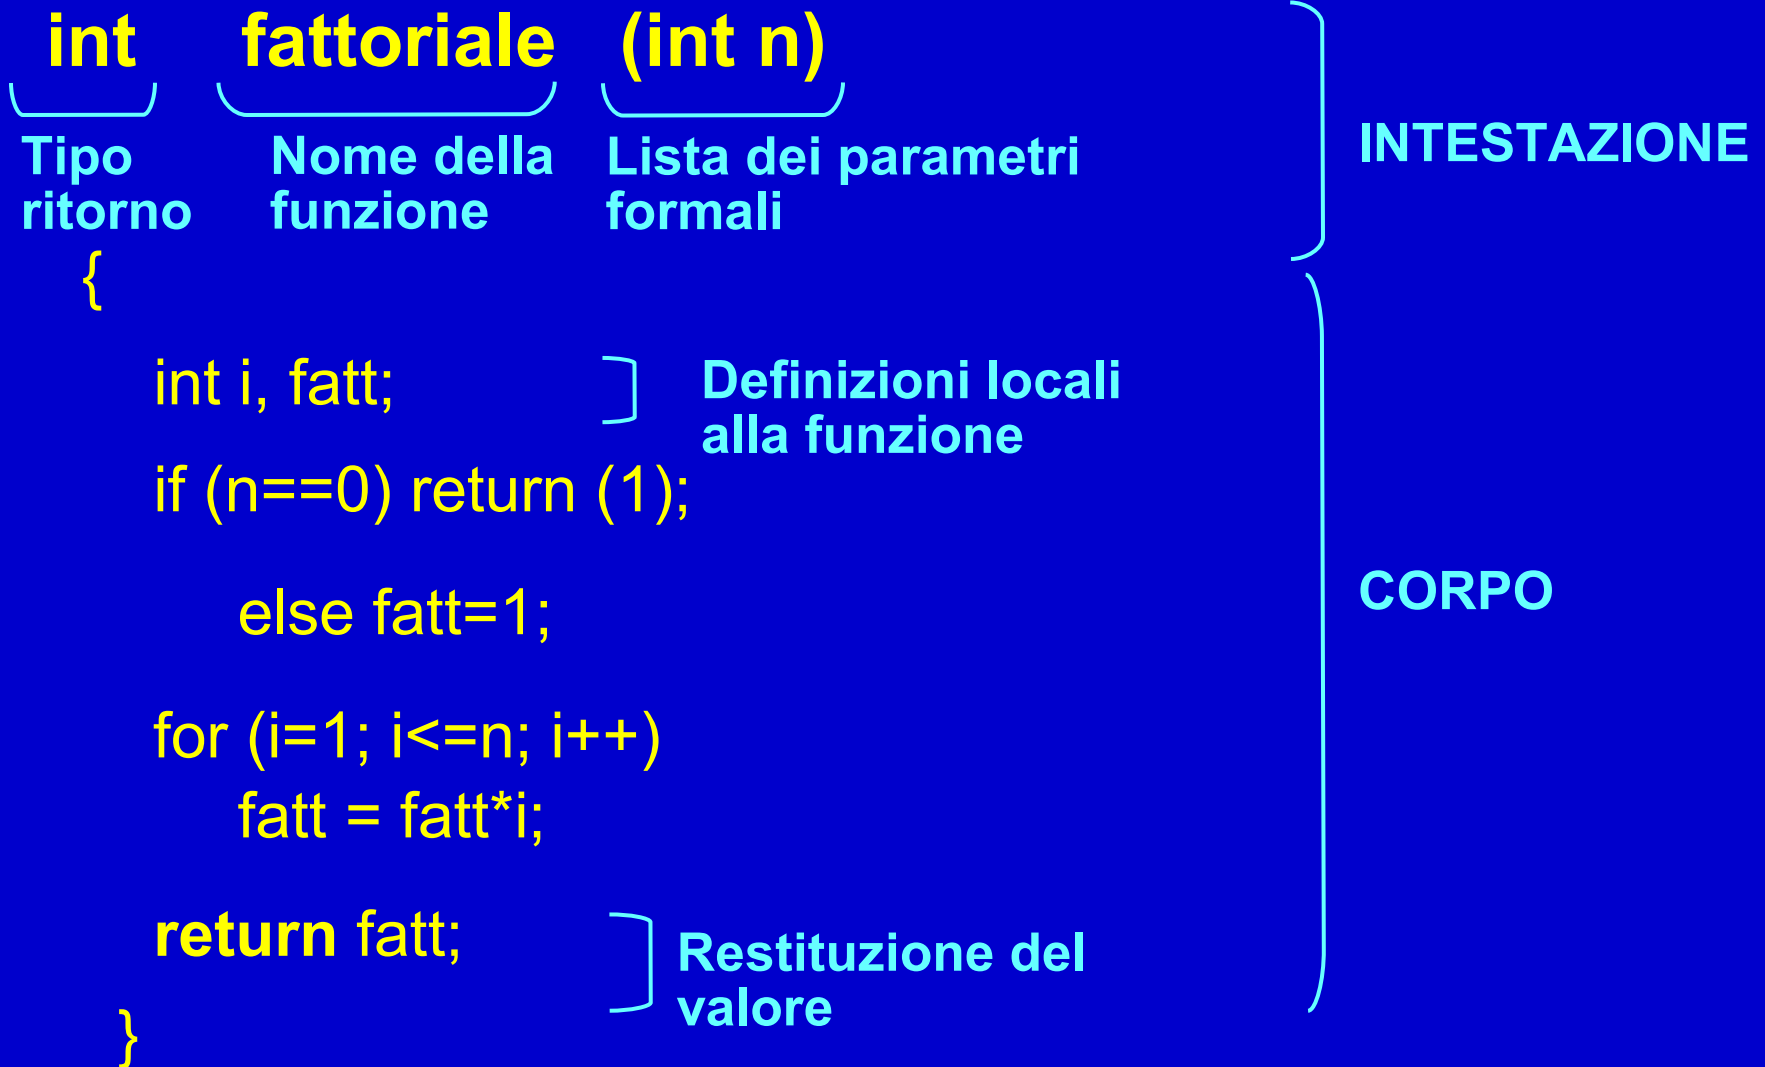 int fattoriale (int n)
Tipo ritorno
Nome della funzione
Lista dei parametri formali
INTESTAZIONE
{
int i, fatt;
Definizioni locali alla funzione
if (n==0) return (1);
else fatt=1;
CORPO
for (i=1; i<=n; i++)
fatt = fatt*i;
return fatt;
Restituzione del valore
}